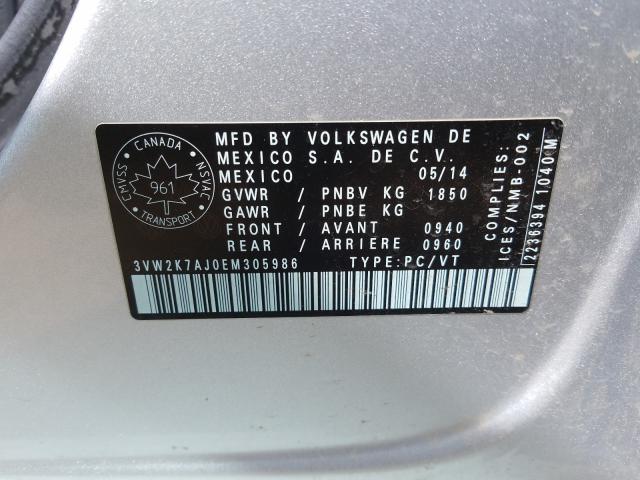 CANADA
CMVSS
NSVAC
961
TRANSPORT
MFD BY VOLKSWAGEN DE
MEXICO S.A. DE C.V.
MEXICO 05/14
GVWR / PNBV KG 1850
GAWR / PNBE KG
FRONT / AVANT 0940
REAR / ARRIERE 0960
3VW2K7AJ0EM305986 TYPE:PC/VT
COMPLIES:
ICES/NMB-002
2236394 1040M